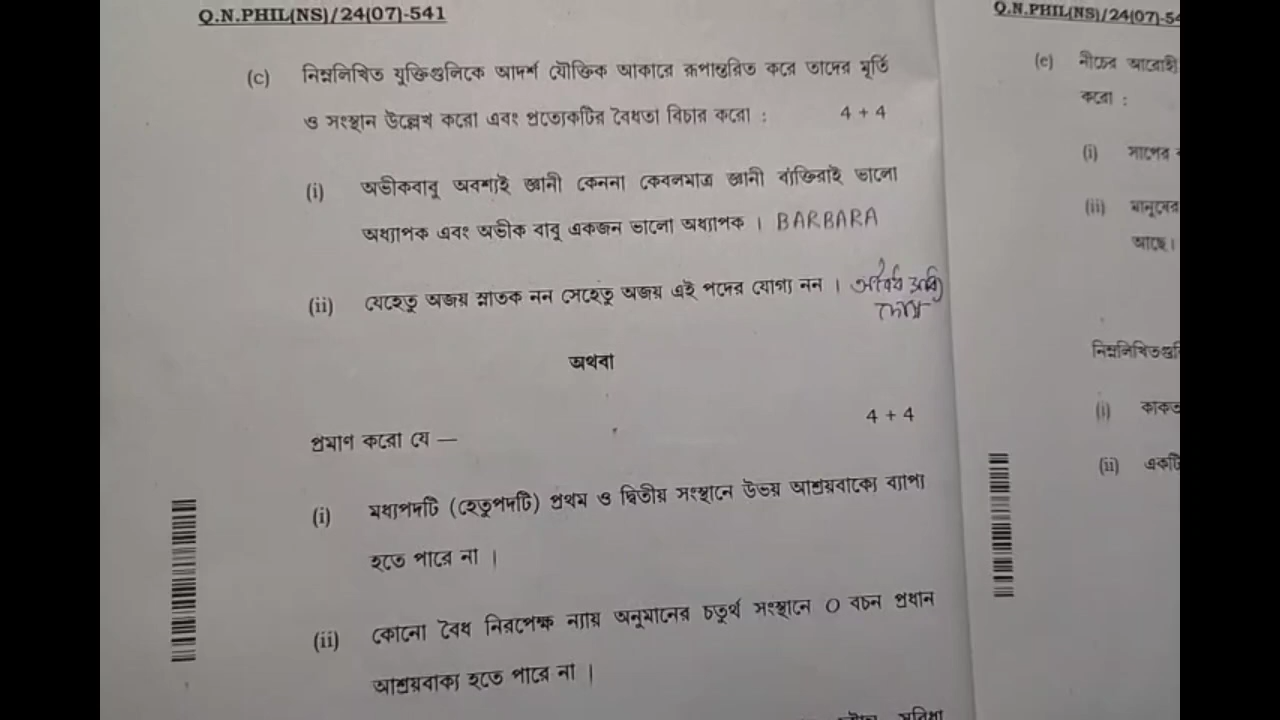 Q.N.PHIL(NS)/24(07)-541
(c) নিম্নলিখিত যুক্তিগুলিকে আদর্শ যৌক্তিক আকারে রূপান্তরিত করে তাদের মূর্তি
ও সংস্থান উল্লেখ করো এবং প্রত্যেকটির বৈধতা বিচার করো : 4 + 4
(i) অভীকবাবু অবশ্যই জ্ঞানী কেননা কেবলমাত্র জ্ঞানী ব্যক্তিরাই ভালো
অধ্যাপক এবং অভীক বাবু একজন ভালো অধ্যাপক । BARBARA
(ii) যেহেতু অজয় স্নাতক নন সেহেতু অজয় এই পদের যোগ্য নন । অবৈধ
অথবা
4 + 4
প্রমাণ করো যে —
(i) মধ্যপদটি (হেতুপদটি) প্রথম ও দ্বিতীয় সংস্থানে উভয় আশ্রয়বাক্যে ব্যাপ্য
হতে পারে না ।
(ii) কোনো বৈধ নিরপেক্ষ ন্যায় অনুমানের চতুর্থ সংস্থানে O বচন প্রধান
আশ্রয়বাক্য হতে পারে না ।
সুবিধা
Q.N.PHIL(NS)/24(07)-54
(e) নীচের আরোহী
করো :
(i) সাপের
(ii) মানুষের
আছে।
(i)
(ii) একটি